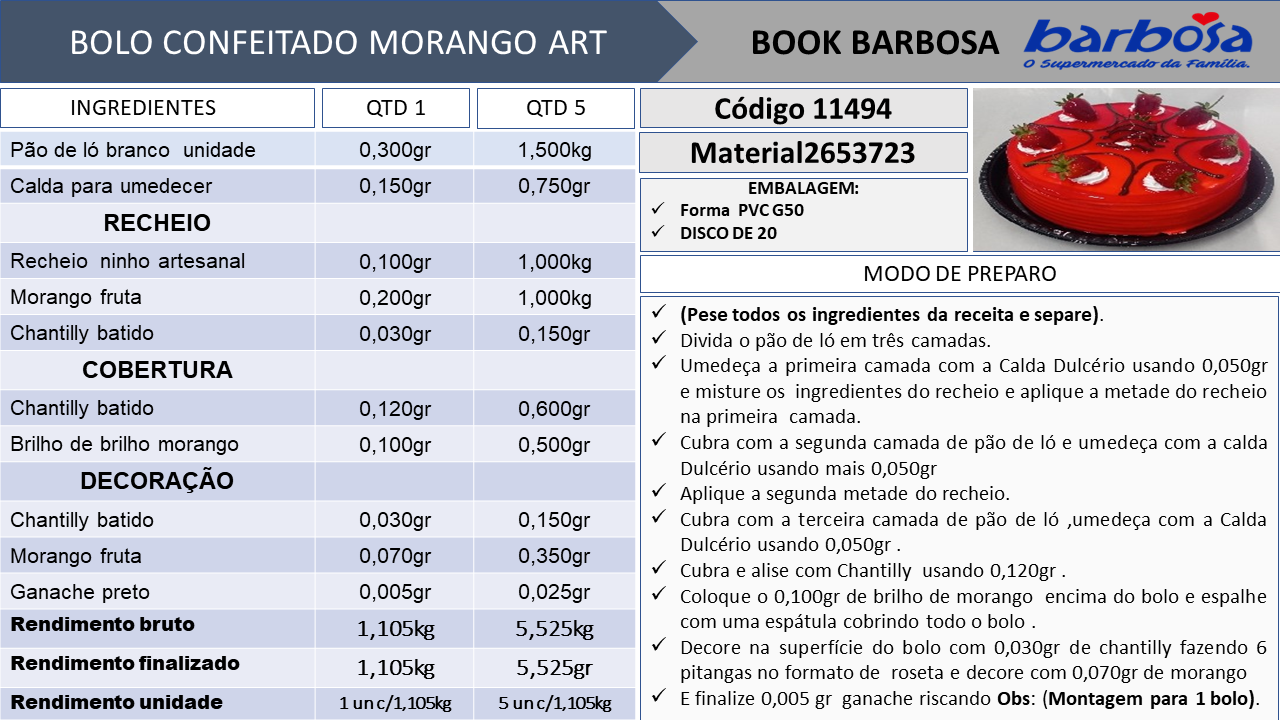 BOLO CONFEITADO MORANGO ART
BOOK BARBOSA
barbosa
O Supermercado da Família.
INGREDIENTES QTD 1 QTD 5
Pão de ló branco unidade 0,300gr 1,500kg
Calda para umedecer 0,150gr 0,750gr
RECHEIO
Recheio ninho artesanal 0,100gr 1,000kg
Morango fruta 0,200gr 1,000kg
Chantilly batido 0,030gr 0,150gr
COBERTURA
Chantilly batido 0,120gr 0,600gr
Brilho de brilho morango 0,100gr 0,500gr
DECORAÇÃO
Chantilly batido 0,030gr 0,150gr
Morango fruta 0,070gr 0,350gr
Ganache preto 0,005gr 0,025gr
Rendimento bruto 1,105kg 5,525kg
Rendimento finalizado 1,105kg 5,525gr
Rendimento unidade 1 un c/1,105kg 5 un c/1,105kg
Código 11494
Material2653723
EMBALAGEM:
✓ Forma PVC G50
✓ DISCO DE 20
MODO DE PREPARO
✓ (Pese todos os ingredientes da receita e separe).
✓ Divida o pão de ló em três camadas.
✓ Umedeça a primeira camada com a Calda Dulcério usando 0,050gr
e misture os ingredientes do recheio e aplique a metade do recheio
na primeira camada.
✓ Cubra com a segunda camada de pão de ló e umedeça com a calda
Dulcério usando mais 0,050gr
✓ Aplique a segunda metade do recheio.
✓ Cubra com a terceira camada de pão de ló ,umedeça com a Calda
Dulcério usando 0,050gr .
✓ Cubra e alise com Chantilly usando 0,120gr .
✓ Coloque o 0,100gr de brilho de morango encima do bolo e espalhe
com uma espátula cobrindo todo o bolo .
✓ Decore na superfície do bolo com 0,030gr de chantilly fazendo 6
pitangas no formato de roseta e decore com 0,070gr de morango
✓ E finalize 0,005 gr ganache riscando Obs: (Montagem para 1 bolo).